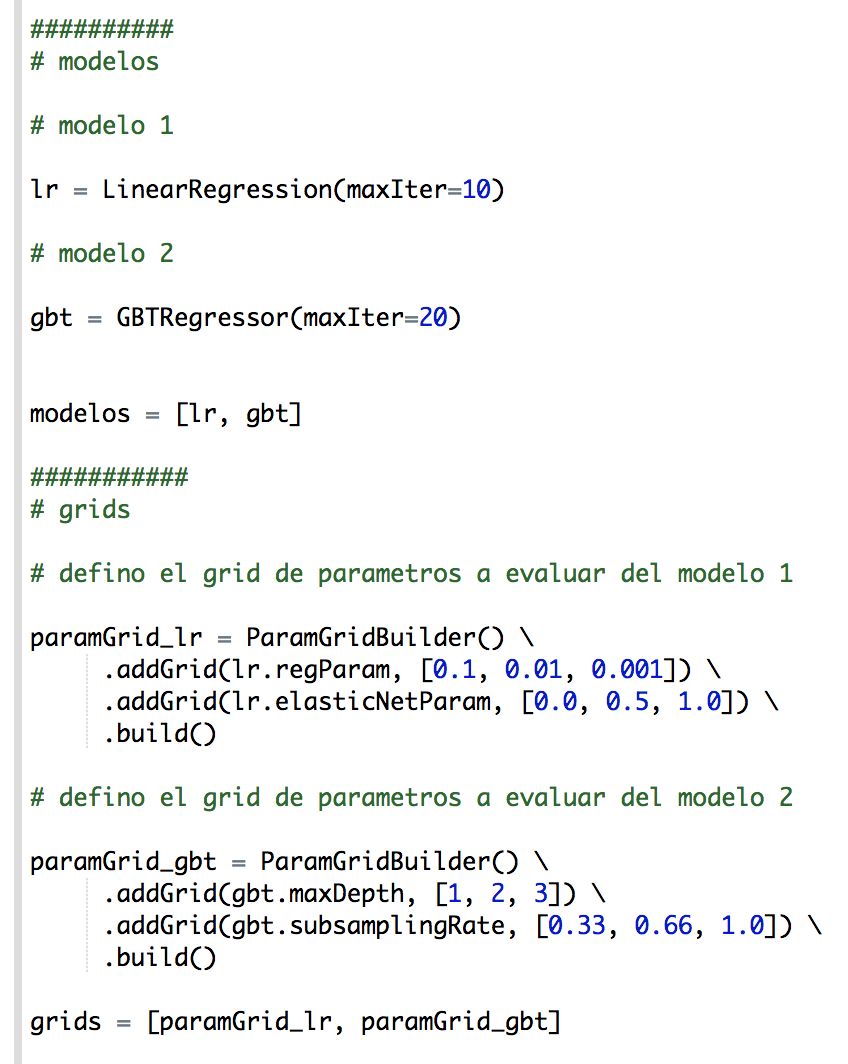 ##########
# modelos
# modelo 1
lr = LinearRegression(maxIter=10)
# modelo 2
gbt = GBTRegressor(maxIter=20)
modelos = [lr, gbt]
###########
# grids
# defino el grid de parametros a evaluar del modelo 1
paramGrid_lr = ParamGridBuilder() \
.addGrid(lr.regParam, [0.1, 0.01, 0.001]) \
.addGrid(lr.elasticNetParam, [0.0, 0.5, 1.0]) \
.build()
# defino el grid de parametros a evaluar del modelo 2
paramGrid_gbt = ParamGridBuilder() \
.addGrid(gbt.maxDepth, [1, 2, 3]) \
.addGrid(gbt.subsamplingRate, [0.33, 0.66, 1.0]) \
.build()
grids = [paramGrid_lr, paramGrid_gbt]